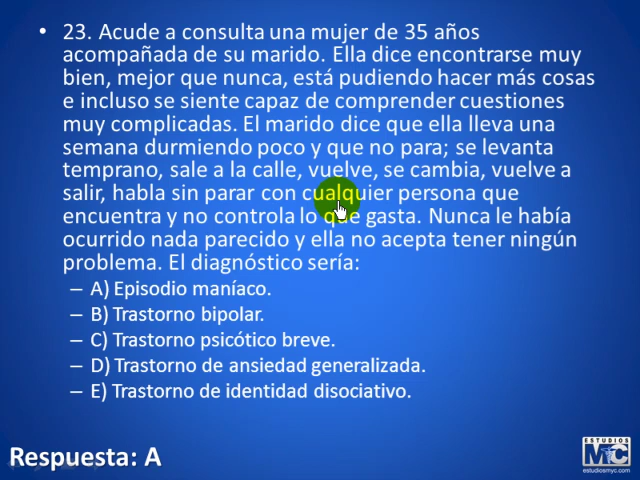 • 23. Acude a consulta una mujer de 35 años
acompañada de su marido. Ella dice encontrarse muy
bien, mejor que nunca, está pudiendo hacer más cosas
e incluso se siente capaz de comprender cuestiones
muy complicadas. El marido dice que ella lleva una
semana durmiendo poco y que no para; se levanta
temprano, sale a la calle, vuelve, se cambia, vuelve a
salir, habla sin parar con cualquier persona que
encuentra y no controla lo que gasta. Nunca le había
ocurrido nada parecido y ella no acepta tener ningún
problema. El diagnóstico sería:
– A) Episodio maníaco.
– B) Trastorno bipolar.
– C) Trastorno psicótico breve.
– D) Trastorno de ansiedad generalizada.
– E) Trastorno de identidad disociativo.
Respuesta: A
ESTUDIOS
MYC
estudiosmyc.com